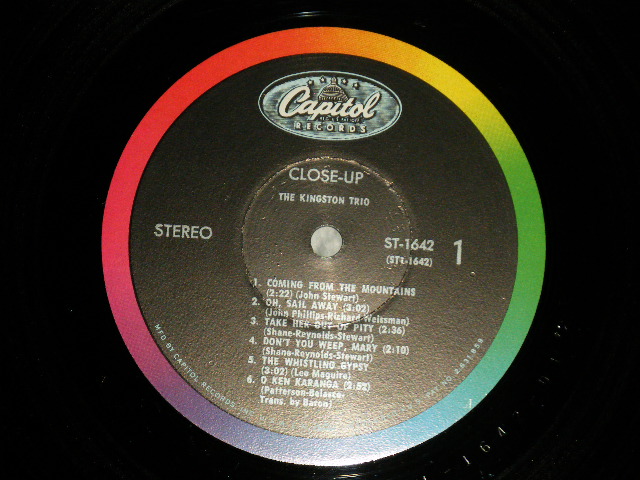 Capitol
RECORDS
CLOSE-UP
THE KINGSTON TRIO
STEREO
ST-1642
(ST1-1642)
1
1. COMING FROM THE MOUNTAINS
(2:22) (John Stewart)
2. OH, SAIL AWAY (3:02)
(John Phillips-Richard Weissman)
3. TAKE HER OUT OF PITY (2:36)
(Shane-Reynolds-Stewart)
4. DON'T YOU WEEP, MARY (2:10)
(Shane-Reynolds-Stewart)
5. THE WHISTLING GYPSY
(3:02) (Leo Maguire)
6. O KEN KARANGA (2:52)
(Patterson-Belasco-
Trans. by Baron)
MFD BY CAPITOL RECORDS, INC.